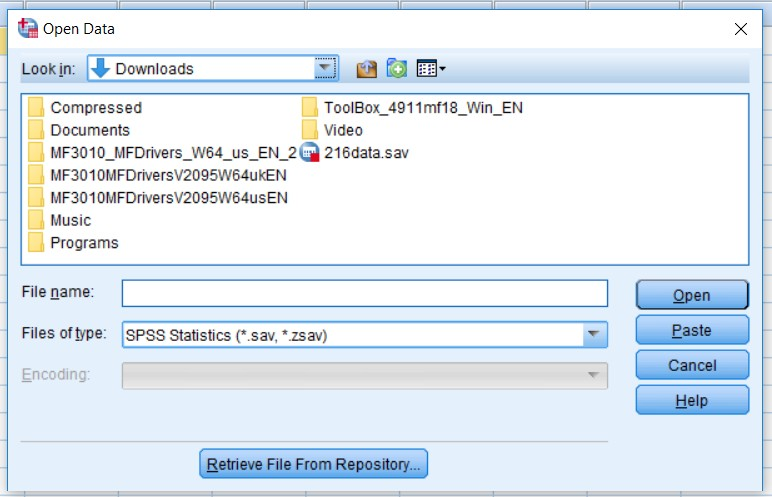 Open Data
Look in: Downloads
Compressed
Documents
MF3010_MFDrivers_W64_us_EN_2
MF3010MFDriversV2095W64ukEN
MF3010MFDriversV2095W64usEN
Music
Programs
ToolBox_4911mf18_Win_EN
Video
216data.sav
File name:
Open
Files of type: SPSS Statistics (*.sav, *.zsav)
Paste
Encoding:
Cancel
Help
Retrieve File From Repository...